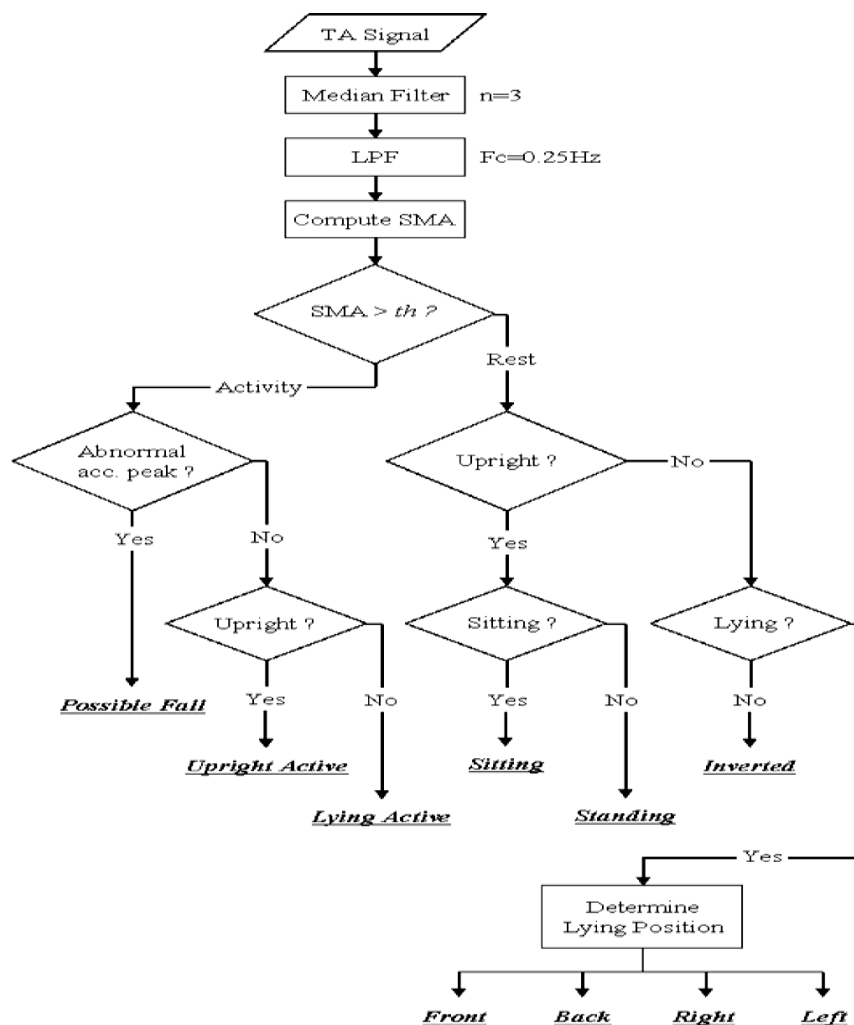 TA Signal
Median Filter
n=3
LPF
Fc=0.25Hz
Compute SMA
SMA > th ?
Rest
Activity
Abnormal
acc. peak ?
Upright ?
No
Yes
No
Yes
Upright ?
Sitting ?
Lying ?
Yes
No
Yes
No
No
Possible Fall
Upright Active
Sitting
Inverted
Lying Active
Standing
Yes
Determine
Lying Position
Front
Back
Right
Left